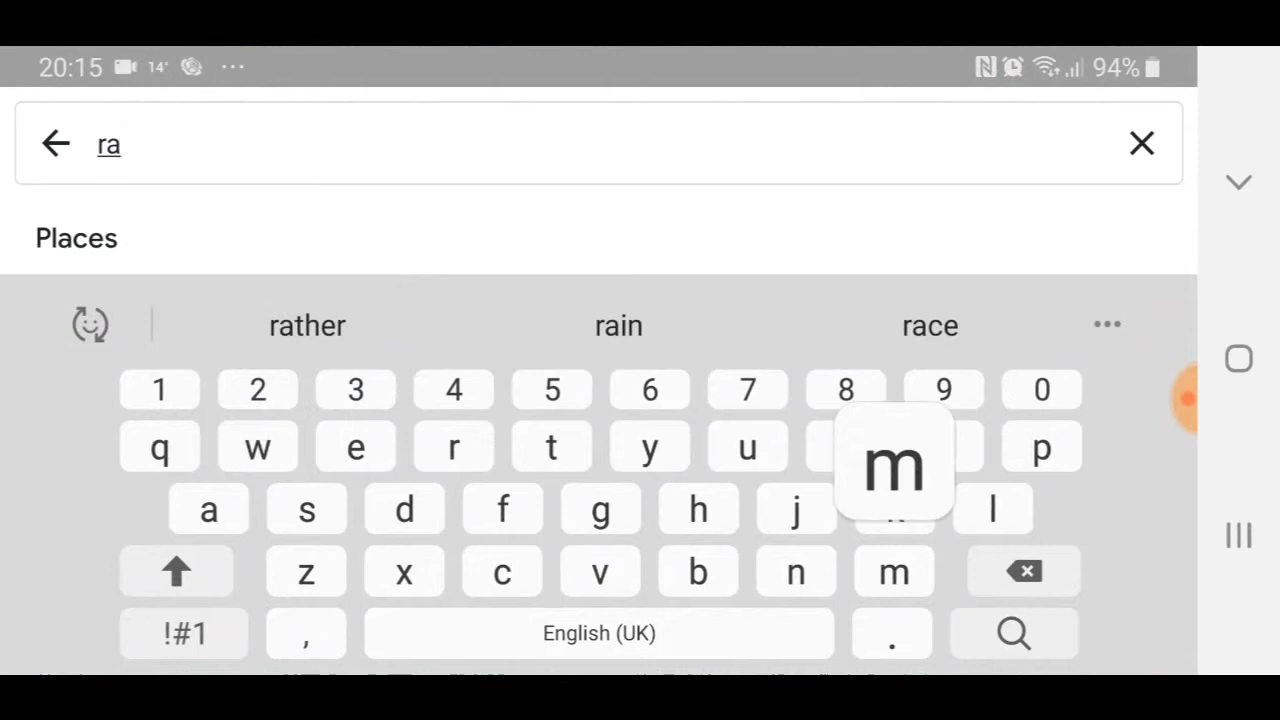 20:15 14° 94%
ra
Places
rather rain race
1 2 3 4 5 6 7 8 9 0
q w e r t y u p
m
a s d f g h j l
z x c v b n m
!#1 , English (UK) .